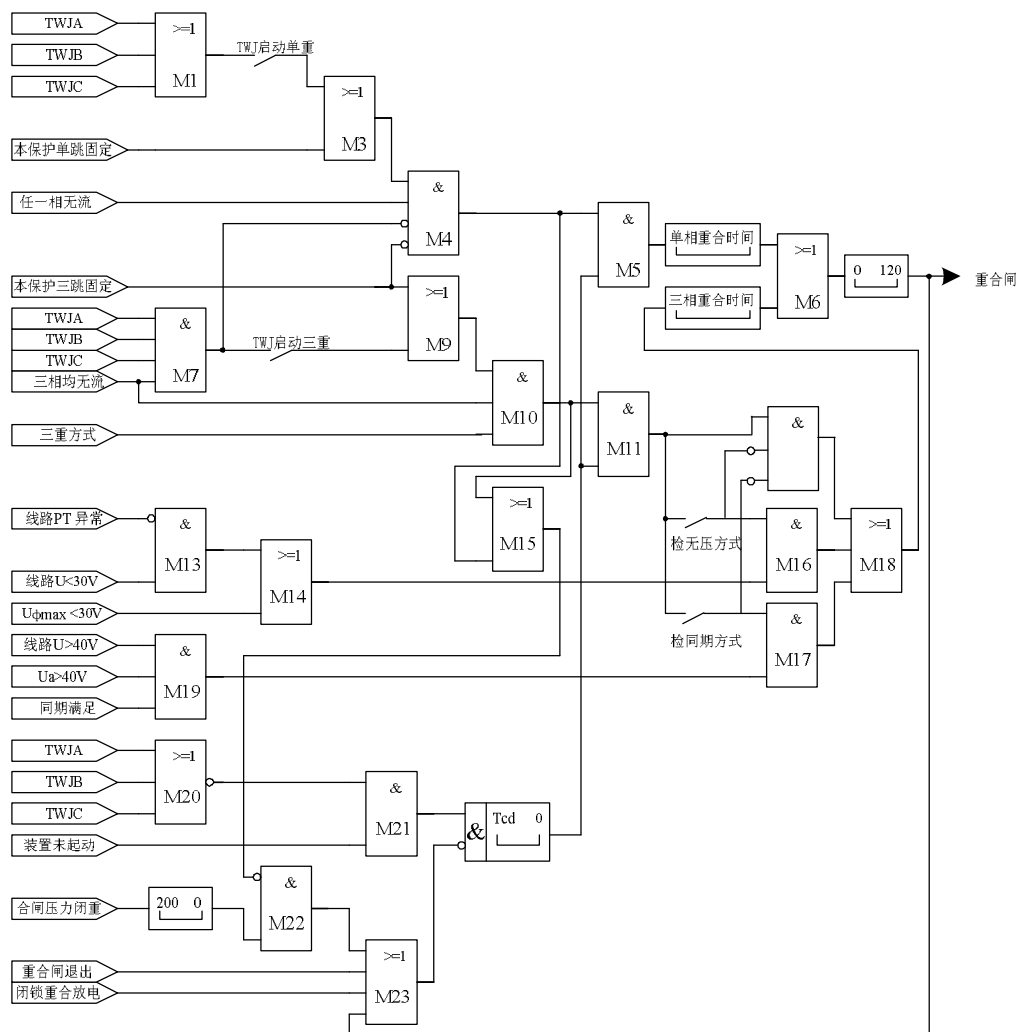 TWJA
>=1
TWJB
TWJ启动单重
TWJC
M1
>=1
本保护单跳固定
M3
任一相无流
&
M4
&
M5
单相重合时间
>=1
M6
0 120
重合闸
本保护三跳固定
>=1
M9
三相重合时间
TWJA
&
TWJB
TWJ启动三重
TWJC
M7
三相均无流
&
M10
三重方式
&
M11
&
>=1
M15
线路PT异常
&
M13
检无压方式
&
M16
>=1
M18
>=1
M14
线路U<30V
Uφmax<30V
线路U>40V
&
检同期方式
&
M17
Ua>40V
M19
同期满足
TWJA
>=1
TWJB
M20
TWJC
&
M21
&
Tcd 0
装置未起动
&
M22
合闸压力闭重
200 0
>=1
M23
重合闸退出
闭锁重合放电